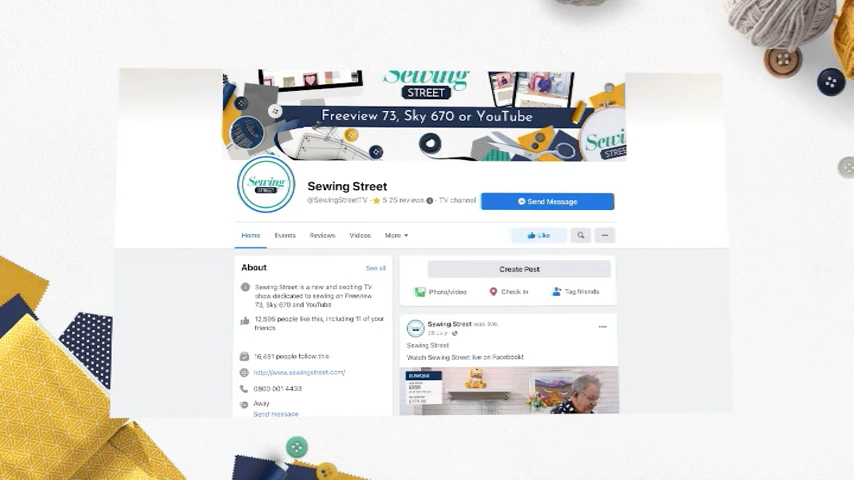 Sewing
STREET
Freeview 73, Sky 670 or YouTube
Sewing
STREET
Sewing
STREET
Sewing Street
@SewingStreetTV · 5 25 reviews · TV channel
Send Message
Home Events Reviews Videos More
Like
About See all
Sewing Street is a new and exciting TV
show dedicated to sewing on Freeview
73, Sky 670 and YouTube
12,595 people like this, including 11 of your
friends
16,451 people follow this
http://www.sewingstreet.com/
0800 001 4433
Away
Send message
Create Post
Photo/video Check in Tag friends
Sewing Street was live.
Sewing Street
Watch Sewing Street live on Facebook!